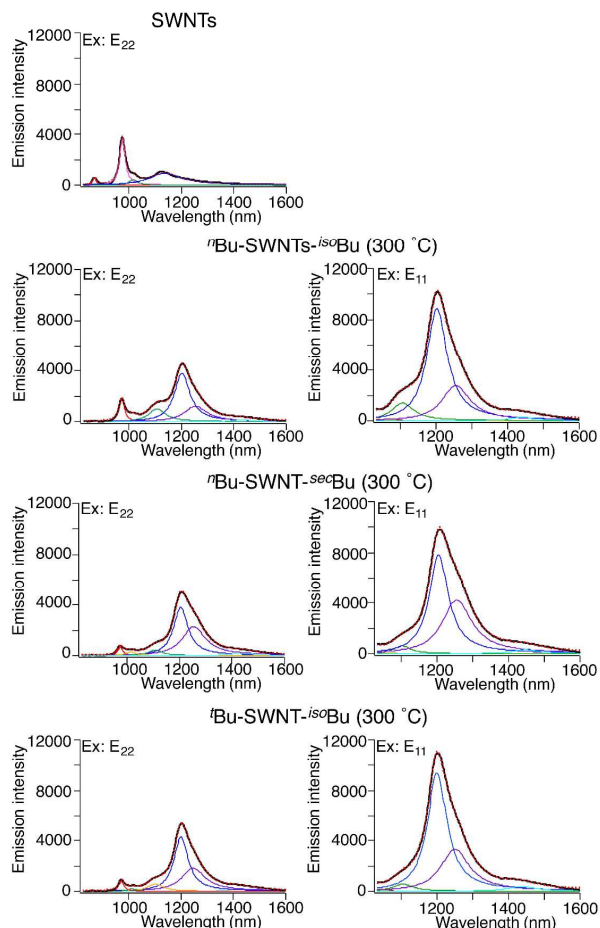 SWNTs
Ex: E22
Emission intensity
12000
8000
4000
0
1000 1200 1400 1600
Wavelength (nm)
nBu-SWNTs-isoBu (300 ˚C)
Ex: E22
Emission intensity
12000
8000
4000
0
1000 1200 1400 1600
Wavelength (nm)
Ex: E11
Emission intensity
12000
8000
4000
0
1200 1400 1600
Wavelength (nm)
nBu-SWNT-secBu (300 ˚C)
Ex: E22
Emission intensity
12000
8000
4000
0
1000 1200 1400 1600
Wavelength (nm)
Ex: E11
Emission intensity
12000
8000
4000
0
1200 1400 1600
Wavelength (nm)
tBu-SWNT-isoBu (300 ˚C)
Ex: E22
Emission intensity
12000
8000
4000
0
1000 1200 1400 1600
Wavelength (nm)
Ex: E11
Emission intensity
12000
8000
4000
0
1200 1400 1600
Wavelength (nm)